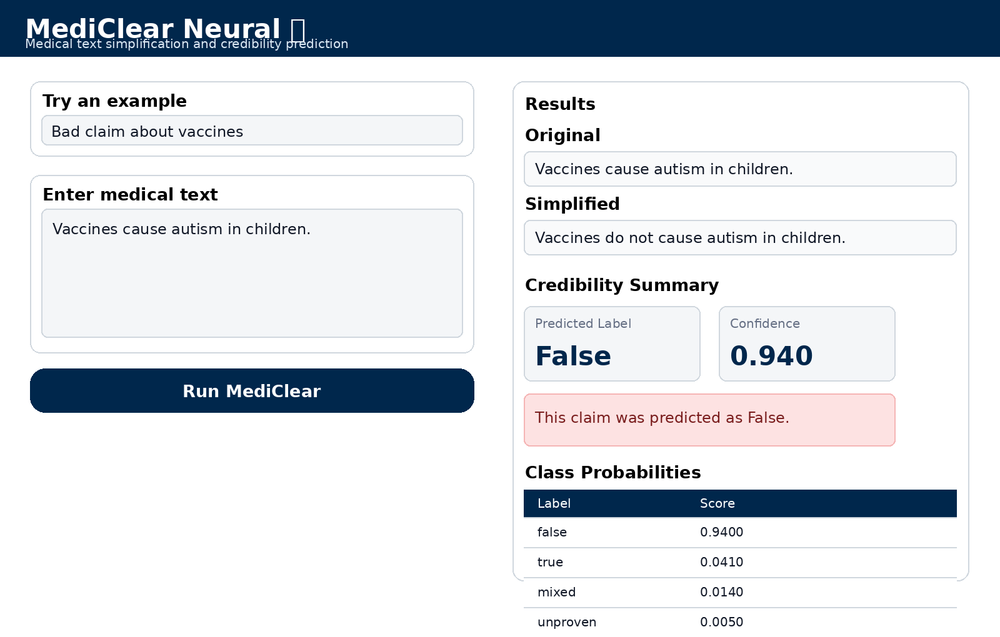 MediClear Neural
Medical text simplification and credibility prediction
Try an example
Bad claim about vaccines
Enter medical text
Vaccines cause autism in children.
Run MediClear
Results
Original
Vaccines cause autism in children.
Simplified
Vaccines do not cause autism in children.
Credibility Summary
Predicted Label
False
Confidence
0.940
This claim was predicted as False.
Class Probabilities
Label Score
false 0.9400
true 0.0410
mixed 0.0140
unproven 0.0050